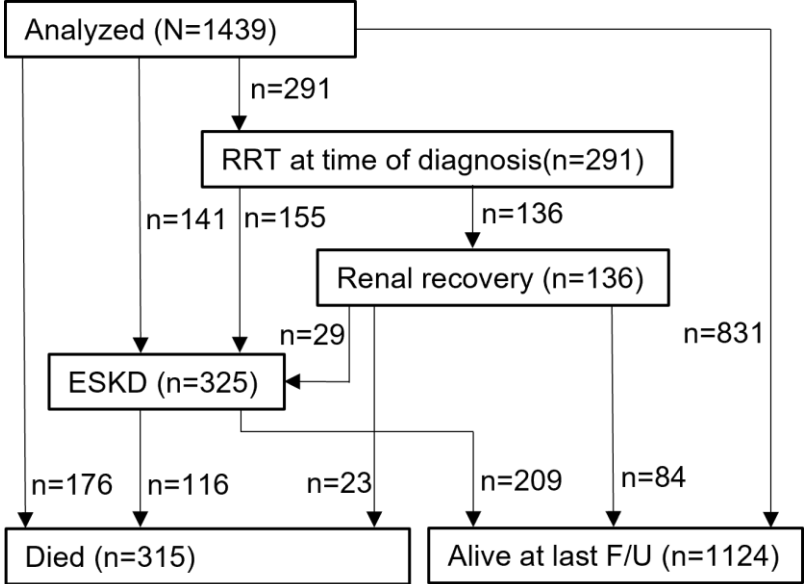 Analyzed (N=1439)
n=291
RRT at time of diagnosis(n=291)
n=141
n=155
n=136
Renal recovery (n=136)
n=29
n=831
ESKD (n=325)
n=176
n=116
n=23
n=209
n=84
Died (n=315)
Alive at last F/U (n=1124)